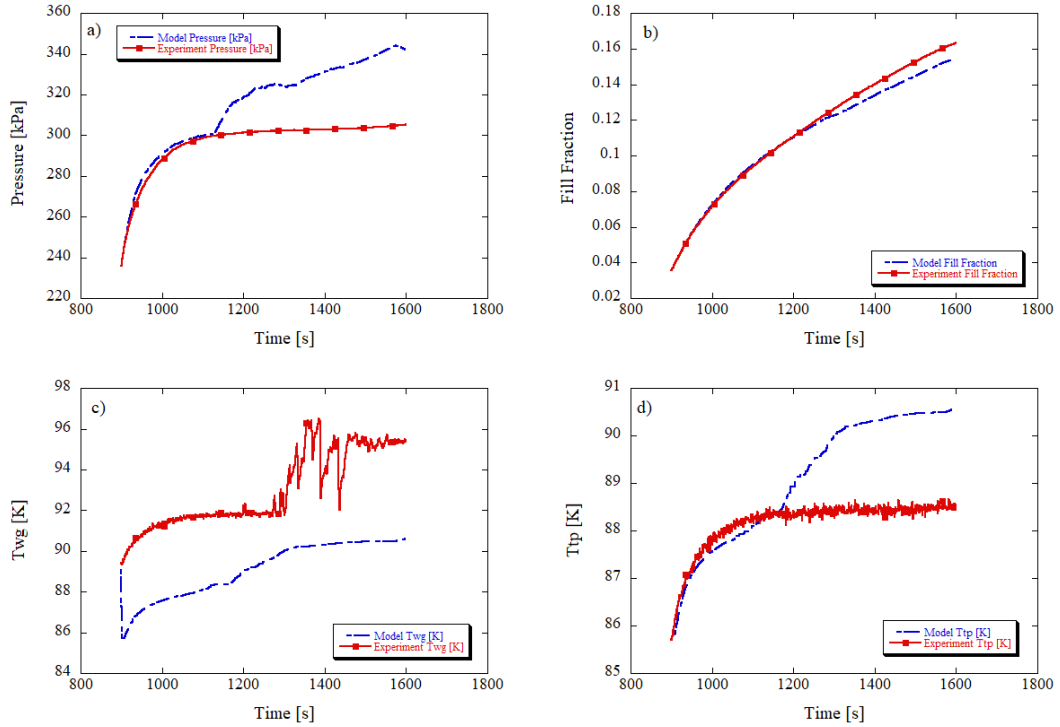 a)
Model Pressure [kPa]
Experiment Pressure [kPa]
360
340
320
300
280
260
240
220
Pressure [kPa]
800 1000 1200 1400 1600 1800
Time [s]
b)
0.18
0.16
0.14
0.12
0.1
0.08
0.06
0.04
0.02
Fill Fraction
Model Fill Fraction
Experiment Fill Fraction
800 1000 1200 1400 1600 1800
Time [s]
c)
98
96
94
92
90
88
86
84
Twg [K]
Model Twg [K]
Experiment Twg [K]
800 1000 1200 1400 1600 1800
Time [s]
d)
91
90
89
88
87
86
85
Ttp [K]
Model Ttp [K]
Experiment Ttp [K]
800 1000 1200 1400 1600 1800
Time [s]